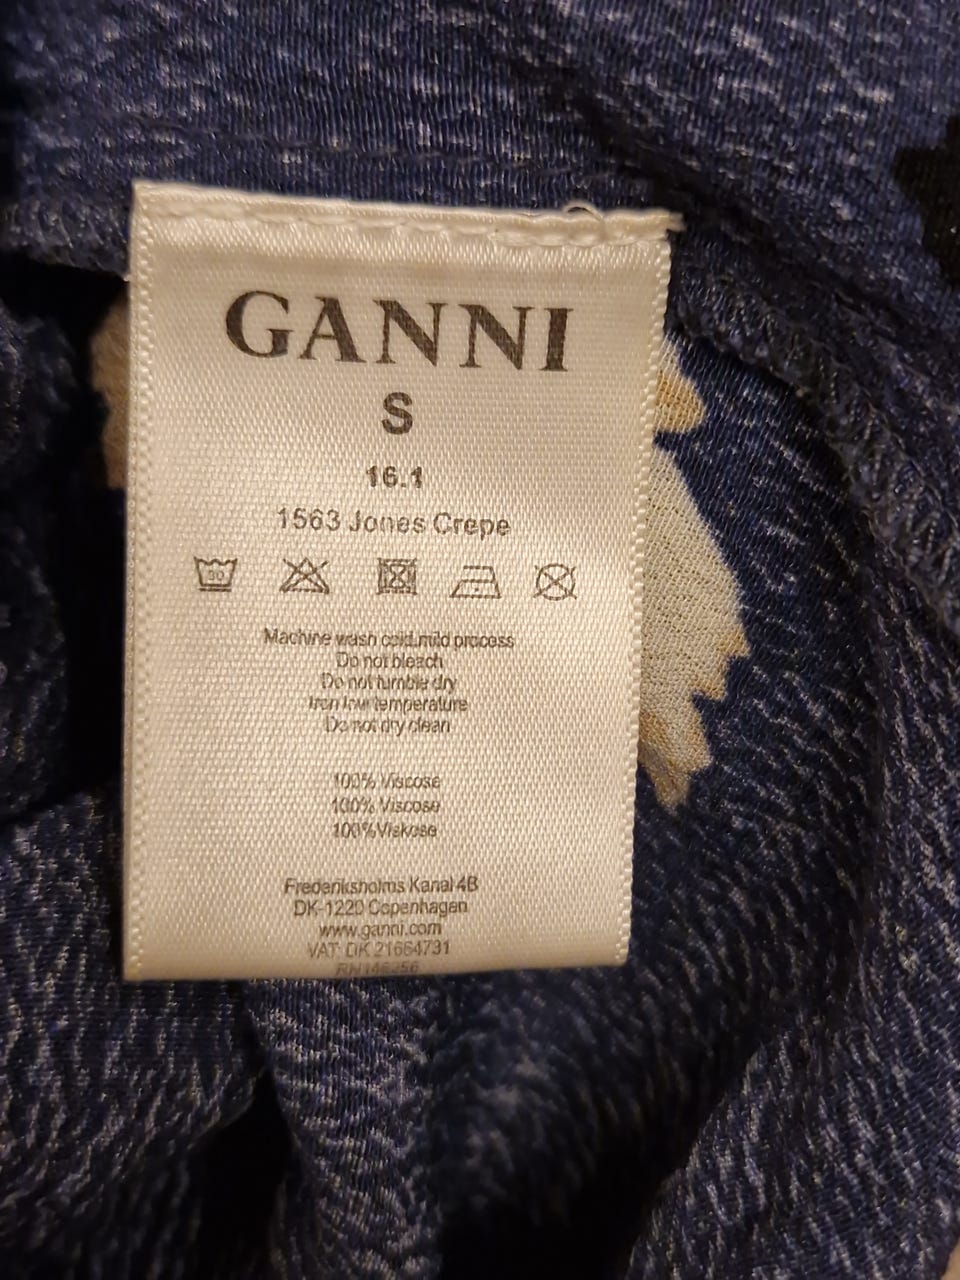 GANNI
S
16.1
1563 Jones Crepe
30
Machine wash cold.mild process
Do not bleach
Do not tumble dry
Iron low temperature
Do not dry clean
100% Viscose
100% Viscose
100%Viskose
Frederiksholms Kanal 4B
DK-1220 Copenhagen
www.ganni.com
VAT: DK 21664731
RN146256